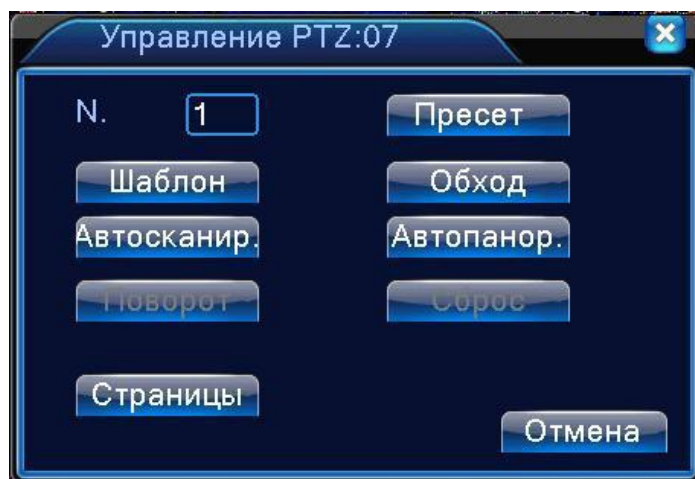 Управление PTZ:07
N. 1 Пресет
Шаблон Обход
Автосканир. Автопанор.
Поворот Сброс
Страницы
Отмена